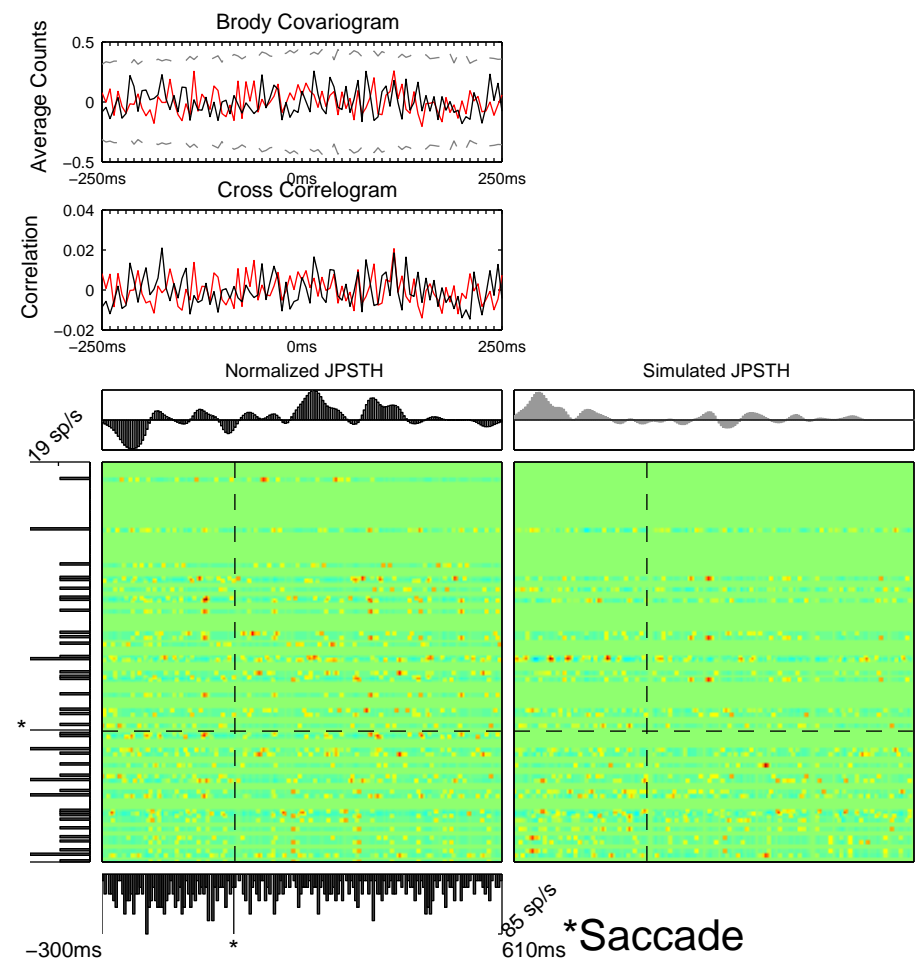 Brody Covariogram
Average Counts
0.5
0
−0.5
−250ms
0ms
250ms
Cross Correlogram
Correlation
0.04
0.02
0
−0.02
−250ms
0ms
250ms
Normalized JPSTH
Simulated JPSTH
19 sp/s
*
85 sp/s
−300ms
*
610ms
*Saccade